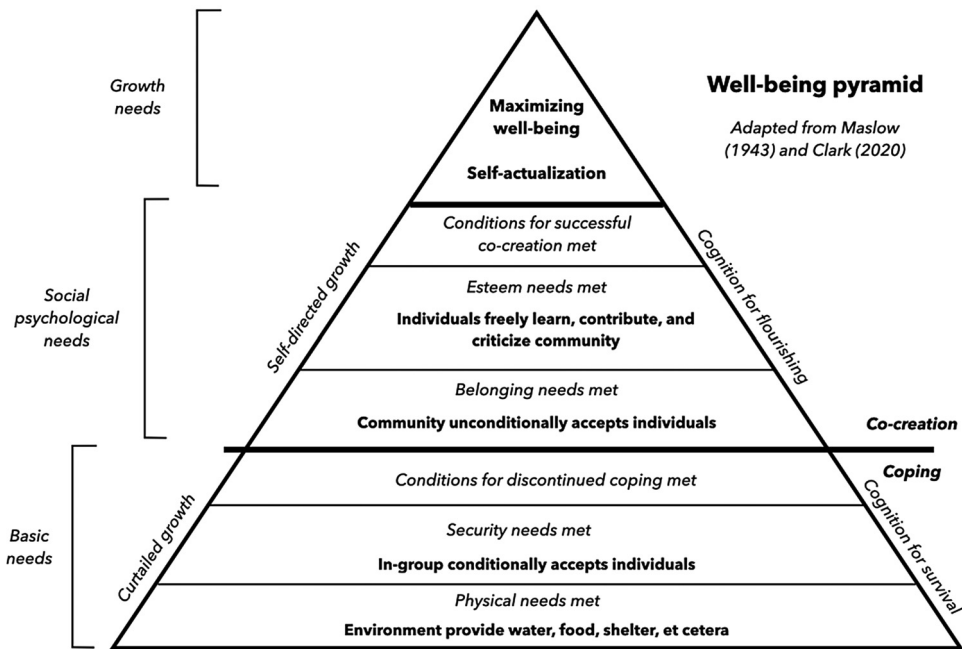 Growth
needs
Well-being pyramid
Adapted from Maslow
(1943) and Clark (2020)
Maximizing
well-being
Self-actualization
Social
psychological
needs
Self-directed growth
Cognition for flourishing
Conditions for successful
co-creation met
Esteem needs met
Individuals freely learn, contribute, and
criticize community
Belonging needs met
Community unconditionally accepts individuals
Co-creation
Coping
Basic
needs
Curtailed growth
Cognition for survival
Conditions for discontinued coping met
Security needs met
In-group conditionally accepts individuals
Physical needs met
Environment provide water, food, shelter, et cetera